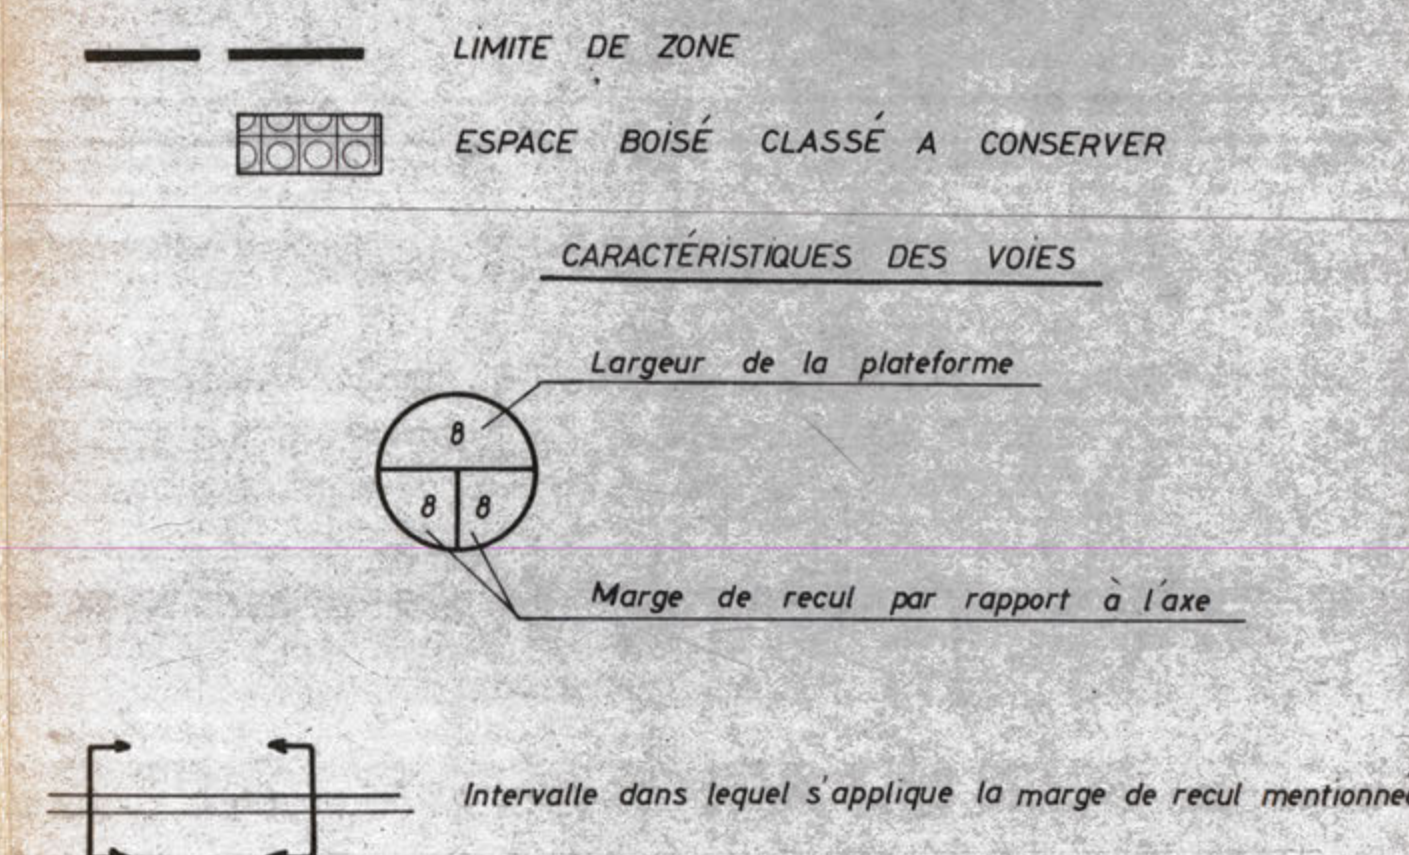 LIMITE DE ZONE
ESPACE BOISÉ CLASSÉ A CONSERVER
CARACTÉRISTIQUES DES VOIES
Largeur de la plateforme
8
8 8
Marge de recul par rapport à l'axe
Intervalle dans lequel s'applique la marge de recul